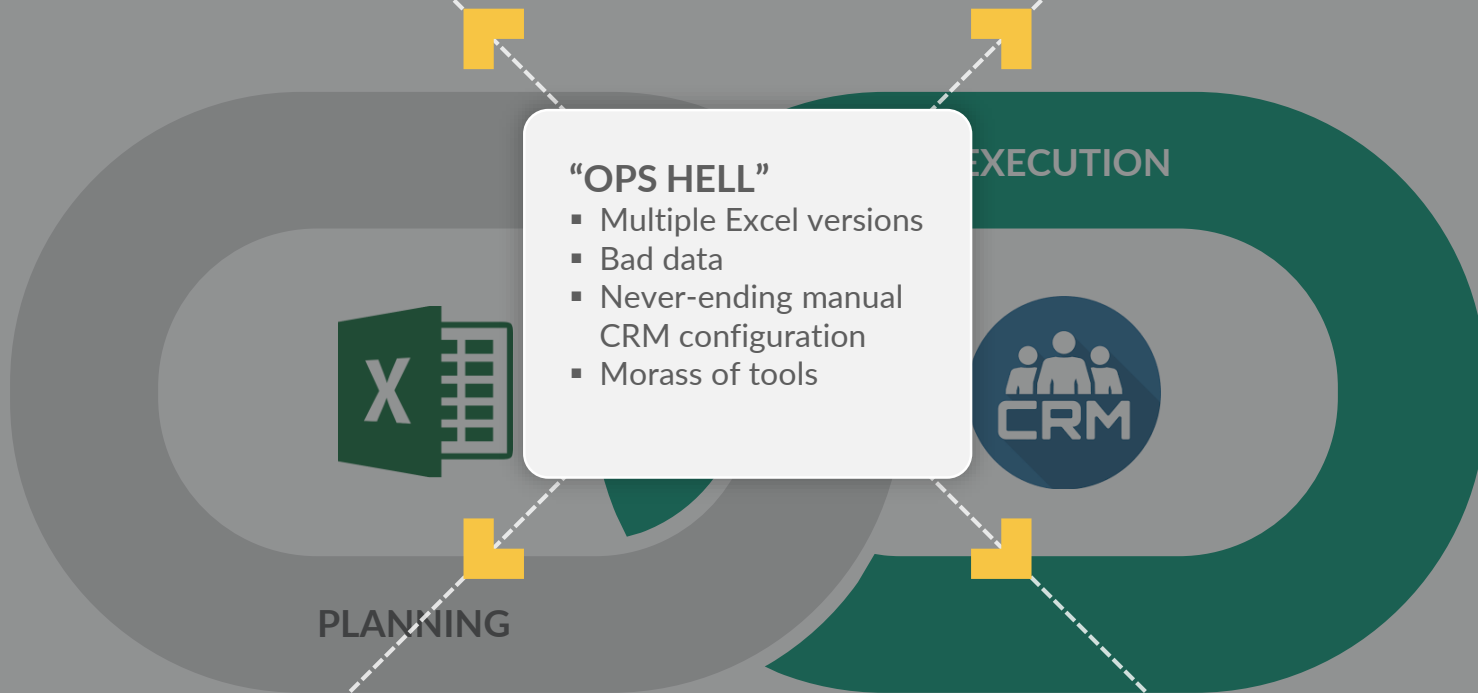 EXECUTION
“OPS HELL”
▪ Multiple Excel versions
▪ Bad data
▪ Never-ending manual
CRM configuration
▪ Morass of tools
X
CRM
PLANNING